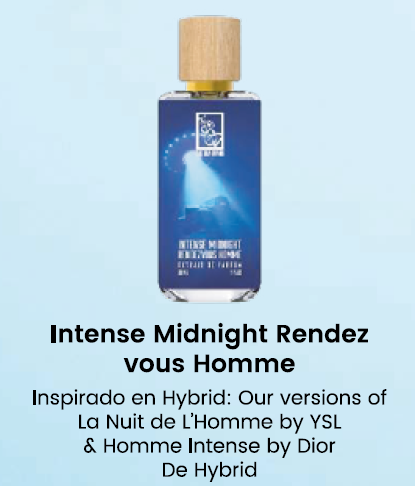 INTENSE MIDNIGHT
RENDEZVOUS HOMME
EXTRAIT DE PARFUM
Intense Midnight Rendez
vous Homme
Inspirado en Hybrid: Our versions of
La Nuit de L'Homme by YSL
& Homme Intense by Dior
De Hybrid